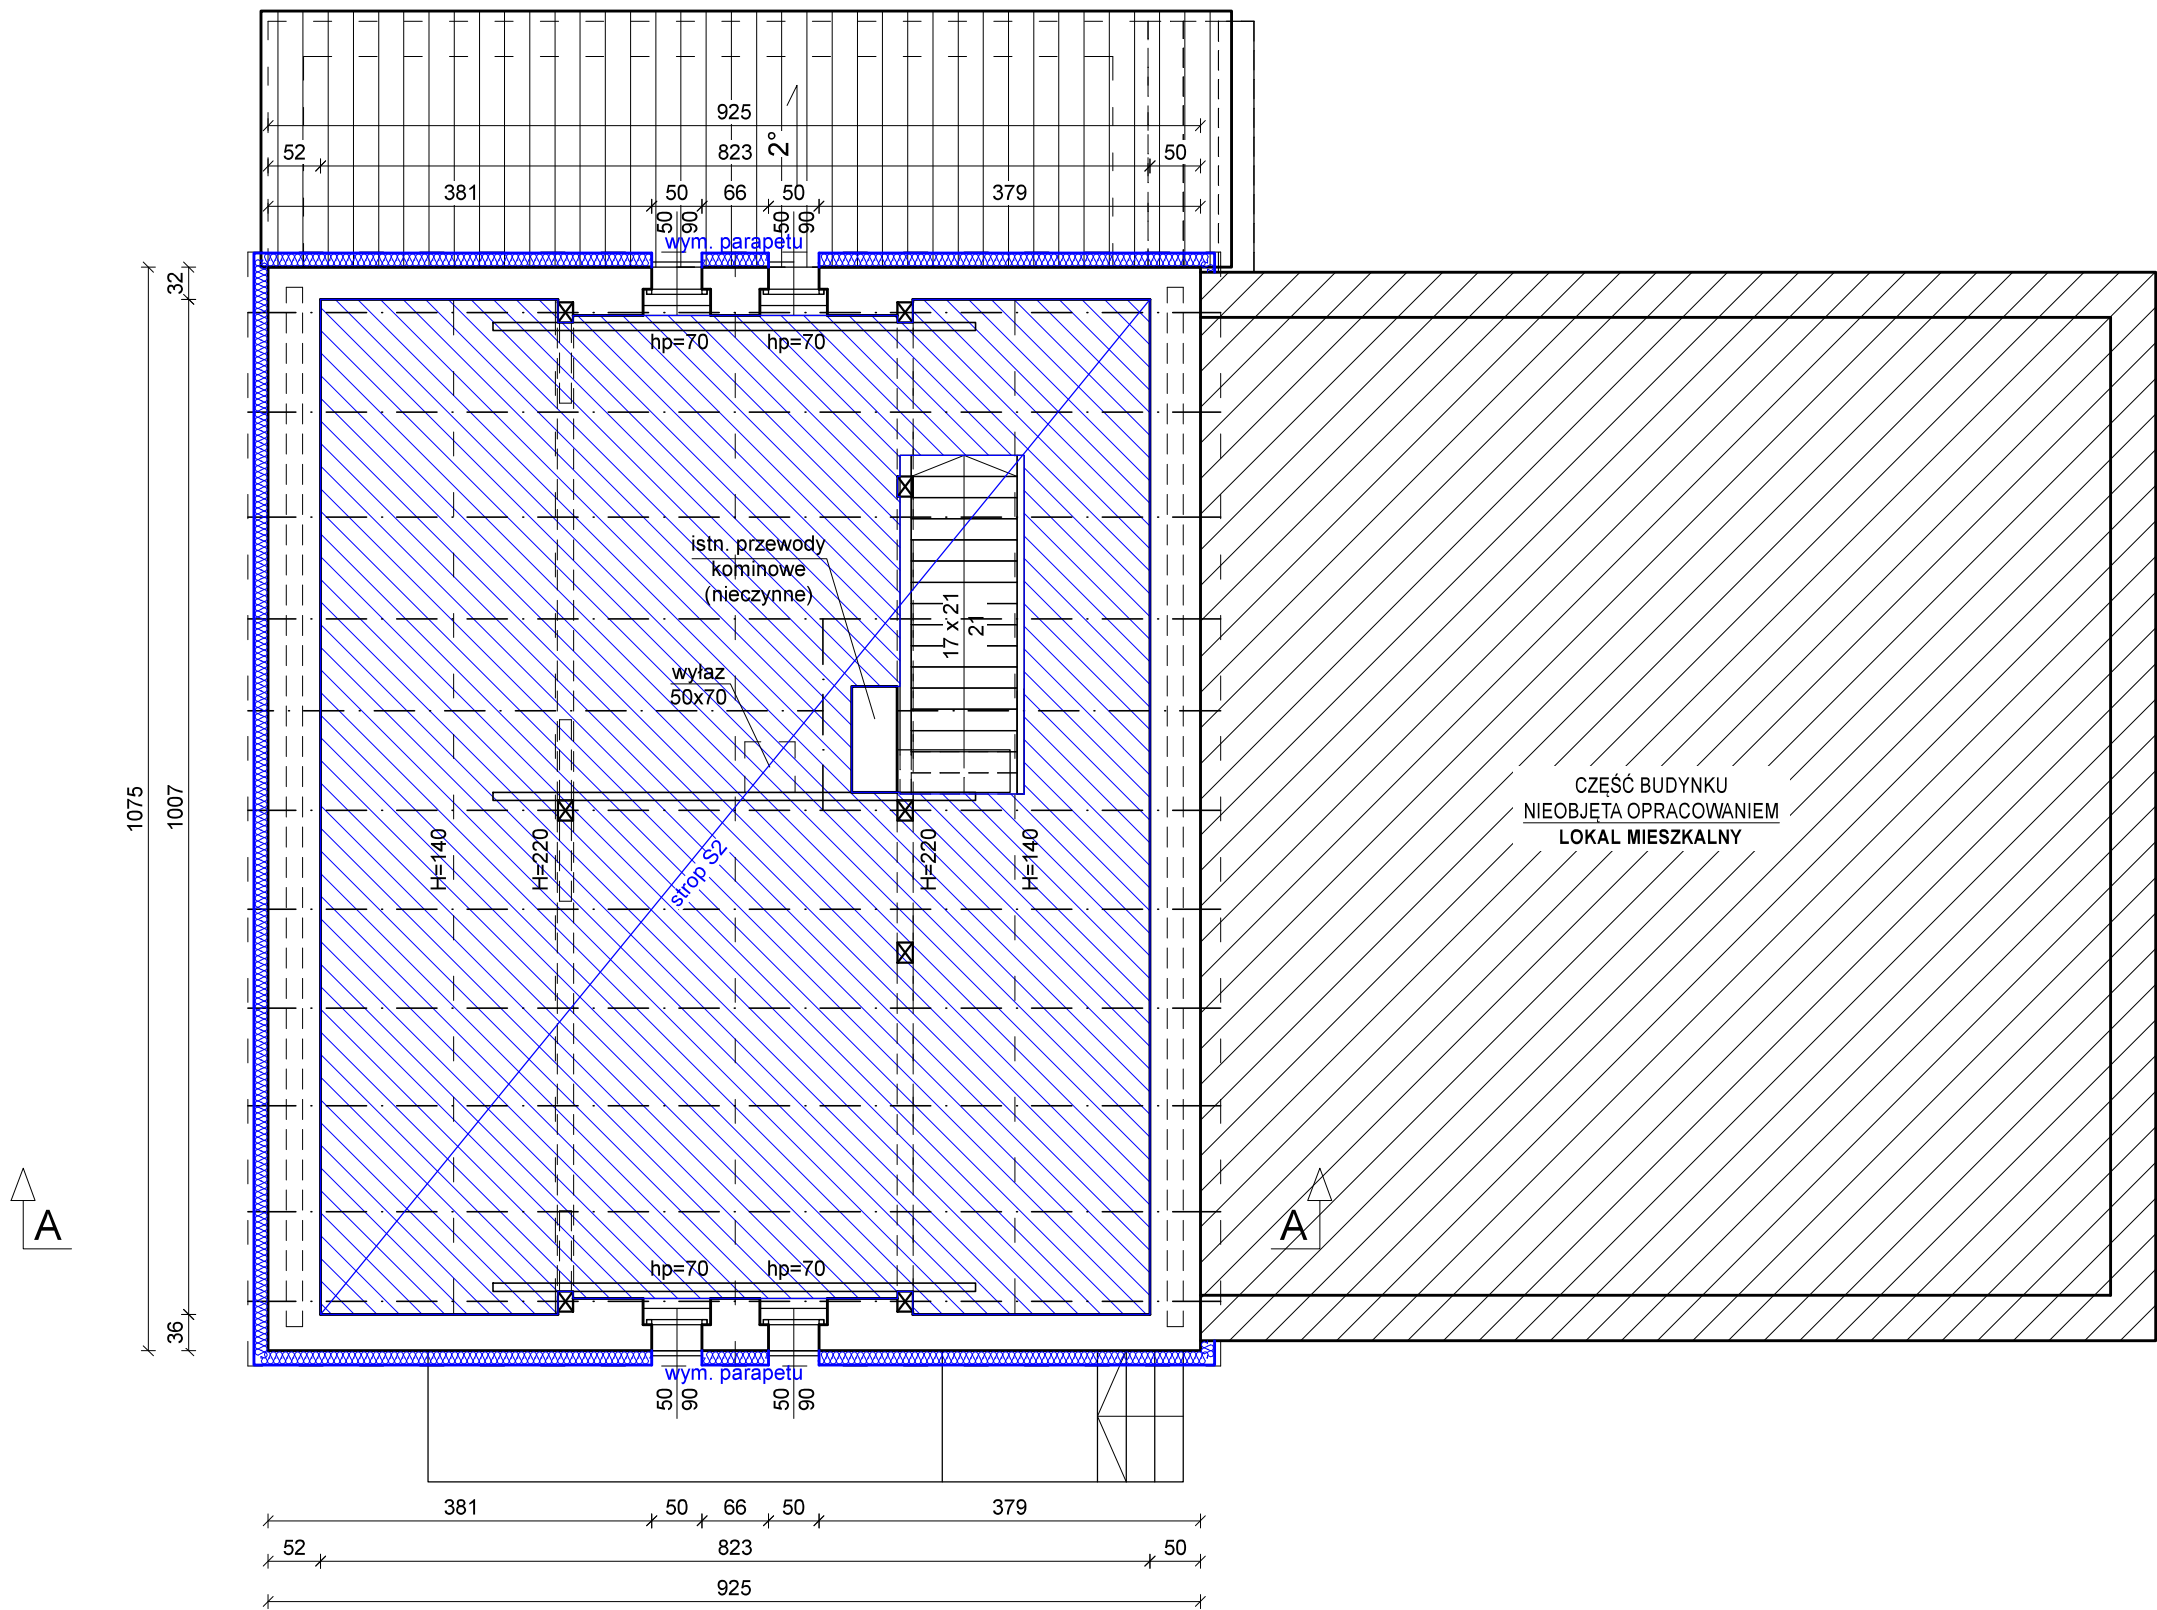 925
52
823
50
2°
381
50
66
50
379
50
90
50
90
wym. parapetu
32
hp=70
hp=70
istn. przewody
kominowe
(nieczynne)
17 x 21
21
wyłaz
50x70
1075
1007
H=140
H=220
strop S2
H=220
H=140
CZĘŚĆ BUDYNKU
NIEOBJĘTA OPRACOWANIEM
LOKAL MIESZKALNY
A
A
hp=70
hp=70
36
wym. parapetu
50
90
50
90
381
50
66
50
379
52
823
50
925